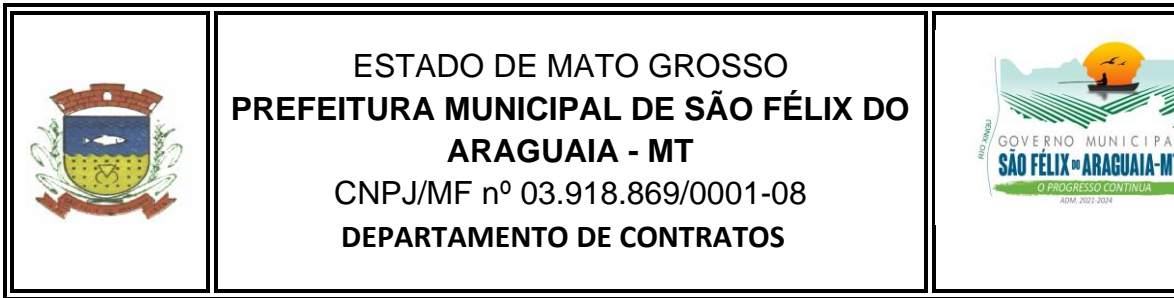 ESTADO DE MATO GROSSO
PREFEITURA MUNICIPAL DE SÃO FÉLIX DO
ARAGUAIA - MT
CNPJ/MF nº 03.918.869/0001-08
DEPARTAMENTO DE CONTRATOS
RIO XINGU
GOVERNO MUNICIPA
SÃO FÉLIX DO ARAGUAIA-MT
O PROGRESSO CONTINUA
ADM. 2021-2024